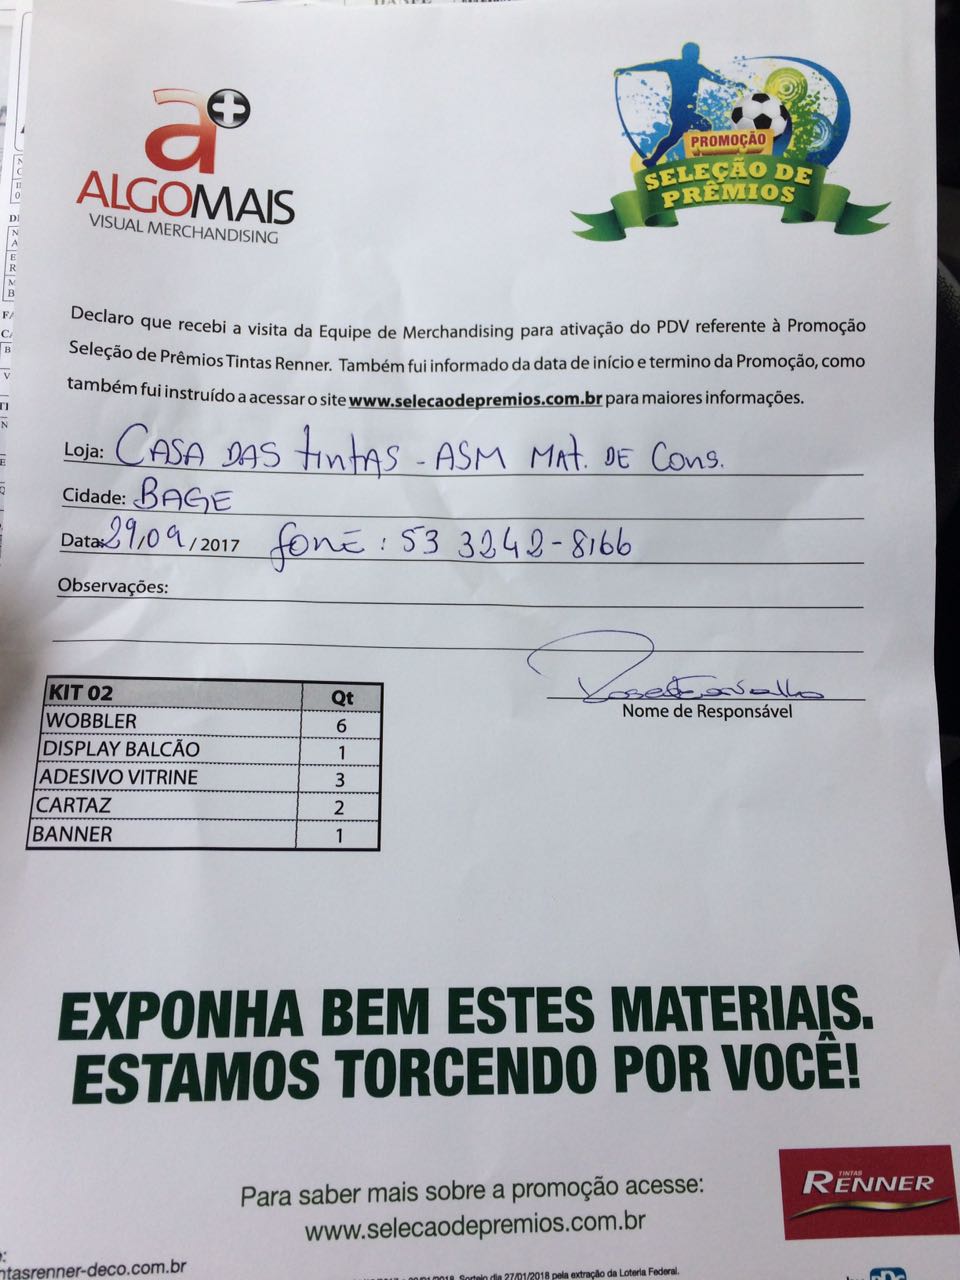 a+
ALGOMAIS
VISUAL MERCHANDISING
PROMOÇÃO
SELEÇÃO DE
PRÊMIOS
Declaro que recebi a visita da Equipe de Merchandising para ativação do PDV referente à Promoção
Seleção de Prêmios Tintas Renner. Também fui informado da data de início e termino da Promoção, como
também fui instruído a acessar o site www.selecaodepremios.com.br para maiores informações.
Loja: CASA DAS tintAS - ASM MAT. DE Cons.
Cidade: BAGE
Data: 29/09 / 2017 fonE : 53 3242-8166
Observações:
Nome de Responsável
KIT 02 Qt
WOBBLER 6
DISPLAY BALCÃO 1
ADESIVO VITRINE 3
CARTAZ 2
BANNER 1
EXPONHA BEM ESTES MATERIAIS.
ESTAMOS TORCENDO POR VOCÊ!
Para saber mais sobre a promoção acesse:
www.selecaodepremios.com.br
TINTAS
RENNER
ntasrenner-deco.com.br
/2018. Sorteio dia 27/01/2018 pela extração da Loteria Federal.